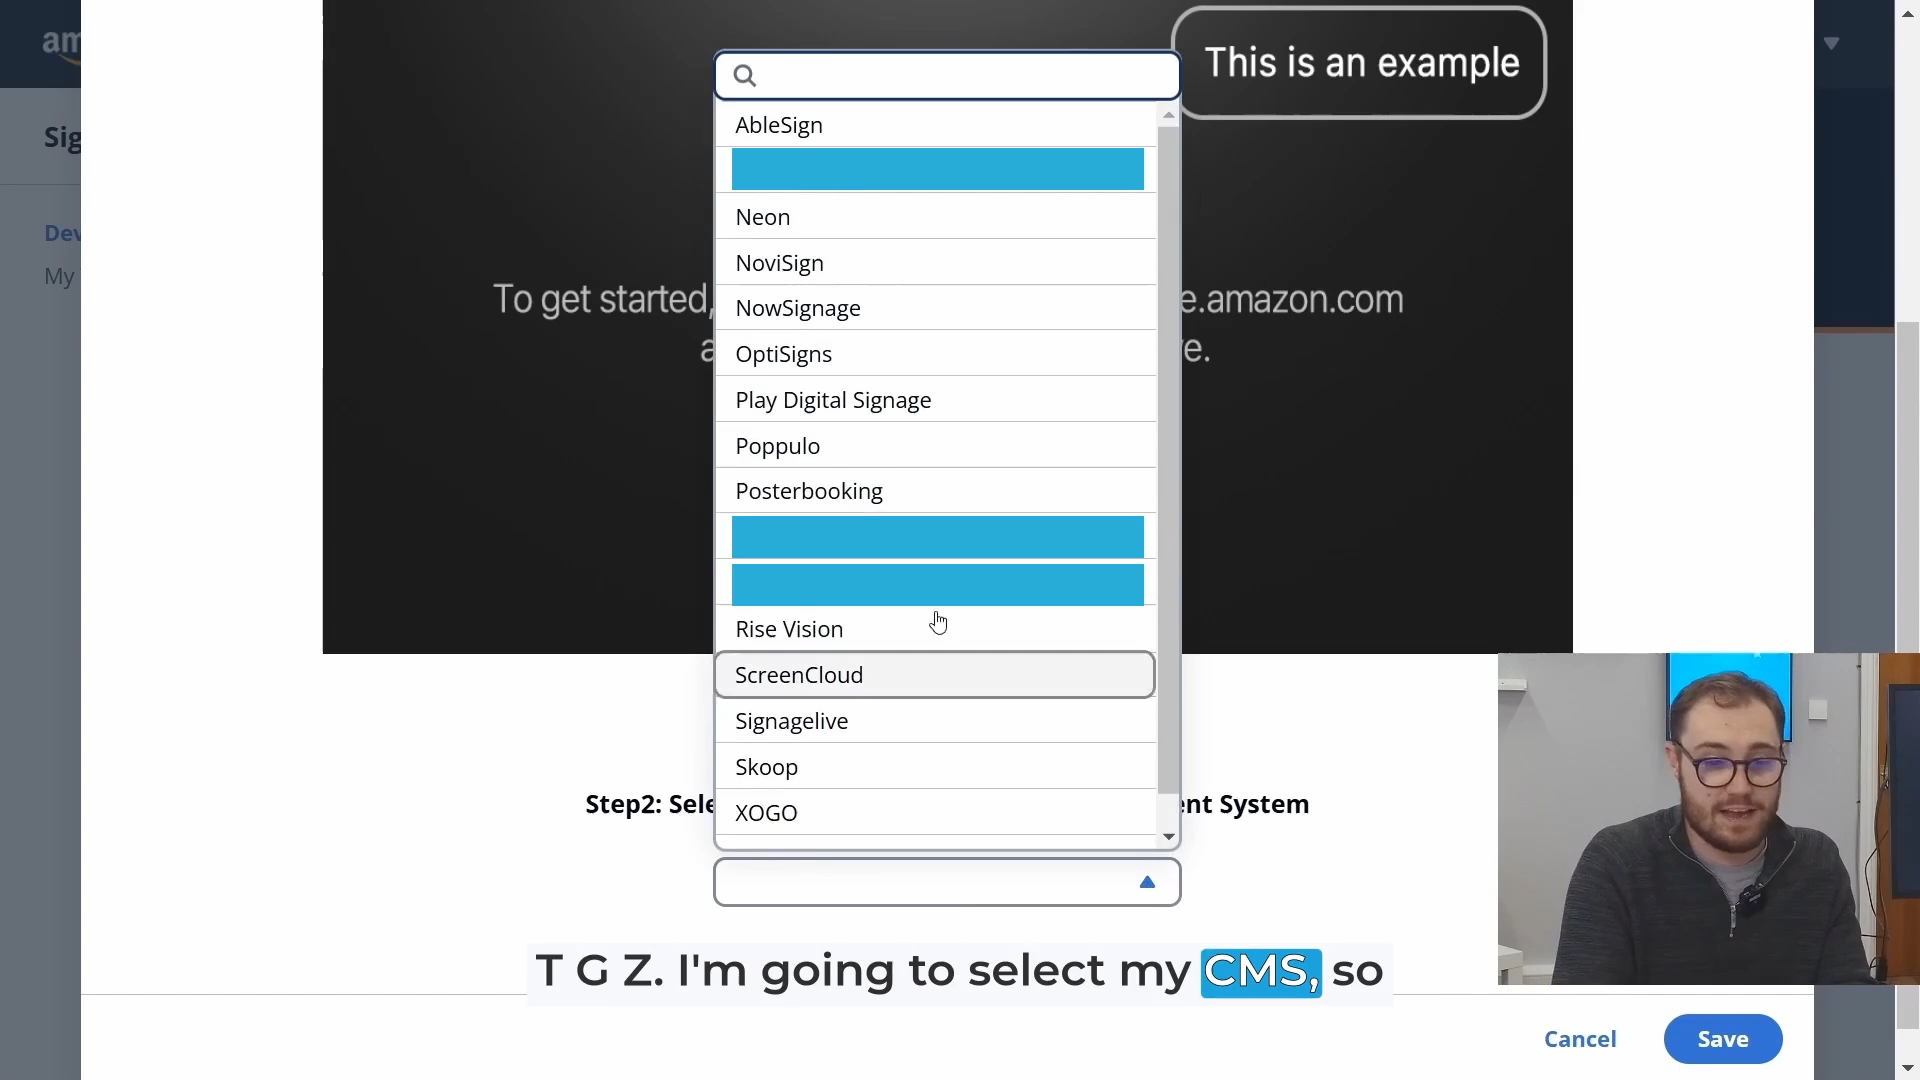 am
This is an example
Sig
Dev
My
AbleSign
Neon
NoviSign
NowSignage
OptiSigns
Play Digital Signage
Poppulo
Posterbooking
Rise Vision
ScreenCloud
Signagelive
Skoop
XOGO
To get started, e.amazon.com
a ve.
Step2: Sele nt System
T G Z. I'm going to select my CMS, so
Cancel
Save